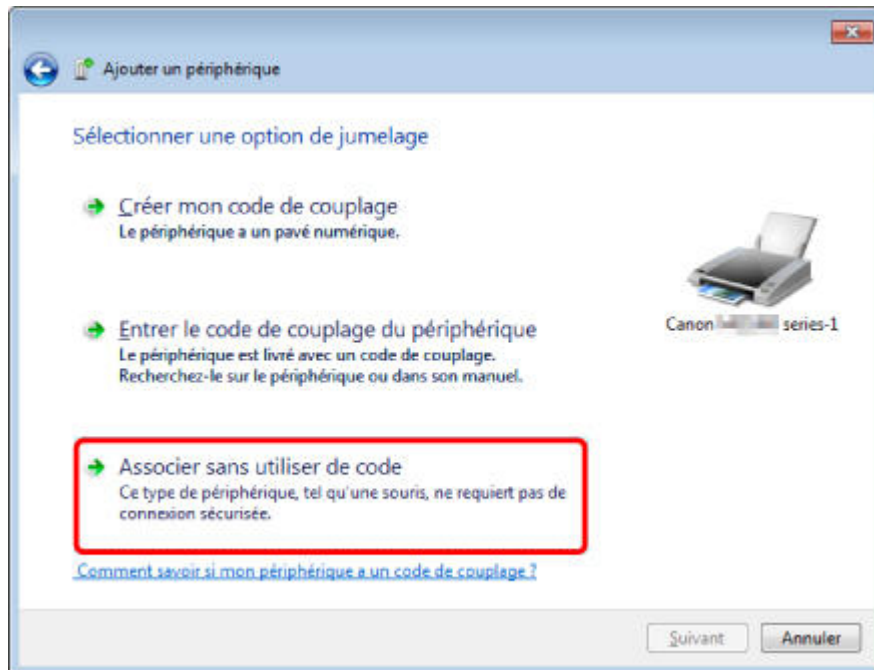 Ajouter un périphérique
Sélectionner une option de jumelage
Créer mon code de couplage
Le périphérique a un pavé numérique.
Entrer le code de couplage du périphérique
Le périphérique est livré avec un code de couplage.
Recherchez-le sur le périphérique ou dans son manuel.
Canon series-1
Associer sans utiliser de code
Ce type de périphérique, tel qu'une souris, ne requiert pas de
connexion sécurisée.
Comment savoir si mon périphérique a un code de couplage ?
Suivant
Annuler